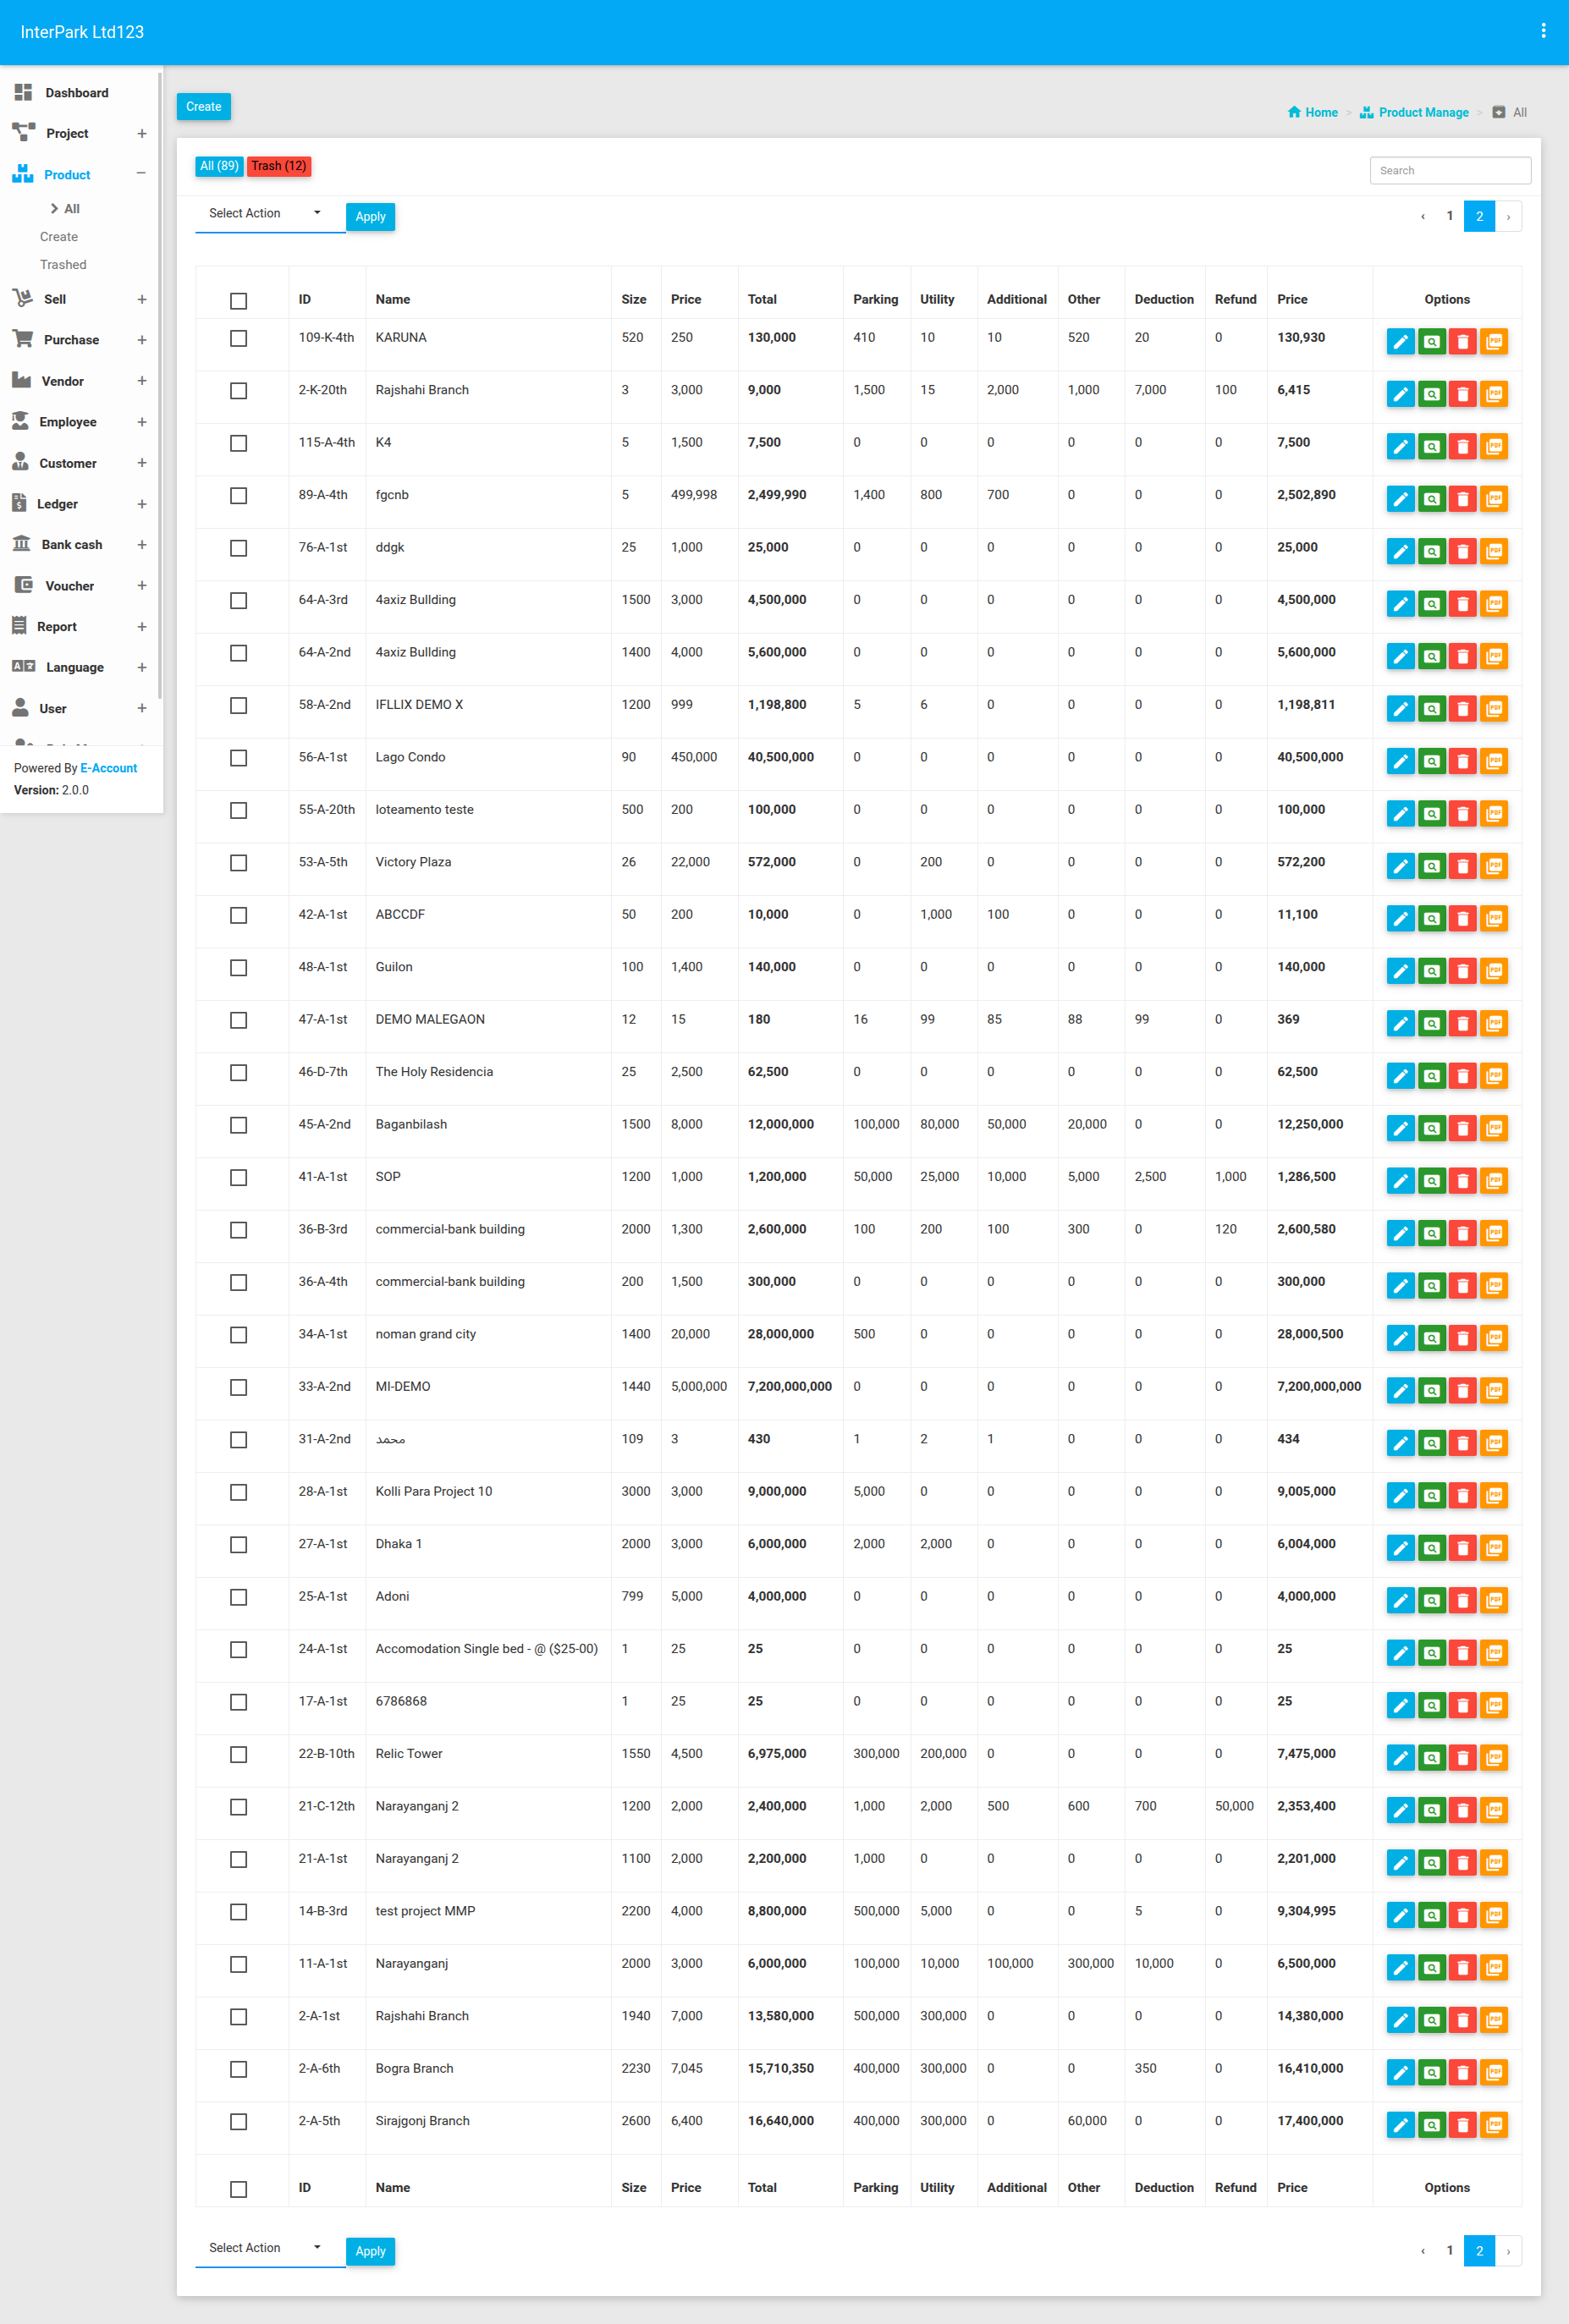 InterPark Ltd123
Dashboard
Project +
Product −
All
Create
Trashed
Sell +
Purchase +
Vendor +
Employee +
Customer +
Ledger +
Bank cash +
Voucher +
Report +
Language +
User +
Powered By E-Account
Version: 2.0.0
Create
Home > Product Manage > All
All (89) Trash (12) Search
Select Action Apply ‹ 1 2 ›
ID Name Size Price Total Parking Utility Additional Other Deduction Refund Price Options
109-K-4th KARUNA 520 250 130,000 410 10 10 520 20 0 130,930
2-K-20th Rajshahi Branch 3 3,000 9,000 1,500 15 2,000 1,000 7,000 100 6,415
115-A-4th K4 5 1,500 7,500 0 0 0 0 0 0 7,500
89-A-4th fgcnb 5 499,998 2,499,990 1,400 800 700 0 0 0 2,502,890
76-A-1st ddgk 25 1,000 25,000 0 0 0 0 0 0 25,000
64-A-3rd 4axiz Bullding 1500 3,000 4,500,000 0 0 0 0 0 0 4,500,000
64-A-2nd 4axiz Bullding 1400 4,000 5,600,000 0 0 0 0 0 0 5,600,000
58-A-2nd IFLLIX DEMO X 1200 999 1,198,800 5 6 0 0 0 0 1,198,811
56-A-1st Lago Condo 90 450,000 40,500,000 0 0 0 0 0 0 40,500,000
55-A-20th loteamento teste 500 200 100,000 0 0 0 0 0 0 100,000
53-A-5th Victory Plaza 26 22,000 572,000 0 200 0 0 0 0 572,200
42-A-1st ABCCDF 50 200 10,000 0 1,000 100 0 0 0 11,100
48-A-1st Guilon 100 1,400 140,000 0 0 0 0 0 0 140,000
47-A-1st DEMO MALEGAON 12 15 180 16 99 85 88 99 0 369
46-D-7th The Holy Residencia 25 2,500 62,500 0 0 0 0 0 0 62,500
45-A-2nd Baganbilash 1500 8,000 12,000,000 100,000 80,000 50,000 20,000 0 0 12,250,000
41-A-1st SOP 1200 1,000 1,200,000 50,000 25,000 10,000 5,000 2,500 1,000 1,286,500
36-B-3rd commercial-bank building 2000 1,300 2,600,000 100 200 100 300 0 120 2,600,580
36-A-4th commercial-bank building 200 1,500 300,000 0 0 0 0 0 0 300,000
34-A-1st noman grand city 1400 20,000 28,000,000 500 0 0 0 0 0 28,000,500
33-A-2nd MI-DEMO 1440 5,000,000 7,200,000,000 0 0 0 0 0 0 7,200,000,000
31-A-2nd محمد 109 3 430 1 2 1 0 0 0 434
28-A-1st Kolli Para Project 10 3000 3,000 9,000,000 5,000 0 0 0 0 0 9,005,000
27-A-1st Dhaka 1 2000 3,000 6,000,000 2,000 2,000 0 0 0 0 6,004,000
25-A-1st Adoni 799 5,000 4,000,000 0 0 0 0 0 0 4,000,000
24-A-1st Accomodation Single bed - @ ($25-00) 1 25 25 0 0 0 0 0 0 25
17-A-1st 6786868 1 25 25 0 0 0 0 0 0 25
22-B-10th Relic Tower 1550 4,500 6,975,000 300,000 200,000 0 0 0 0 7,475,000
21-C-12th Narayanganj 2 1200 2,000 2,400,000 1,000 2,000 500 600 700 50,000 2,353,400
21-A-1st Narayanganj 2 1100 2,000 2,200,000 1,000 0 0 0 0 0 2,201,000
14-B-3rd test project MMP 2200 4,000 8,800,000 500,000 5,000 0 0 5 0 9,304,995
11-A-1st Narayanganj 2000 3,000 6,000,000 100,000 10,000 100,000 300,000 10,000 0 6,500,000
2-A-1st Rajshahi Branch 1940 7,000 13,580,000 500,000 300,000 0 0 0 0 14,380,000
2-A-6th Bogra Branch 2230 7,045 15,710,350 400,000 300,000 0 0 350 0 16,410,000
2-A-5th Sirajgonj Branch 2600 6,400 16,640,000 400,000 300,000 0 60,000 0 0 17,400,000
ID Name Size Price Total Parking Utility Additional Other Deduction Refund Price Options
Select Action Apply ‹ 1 2 ›